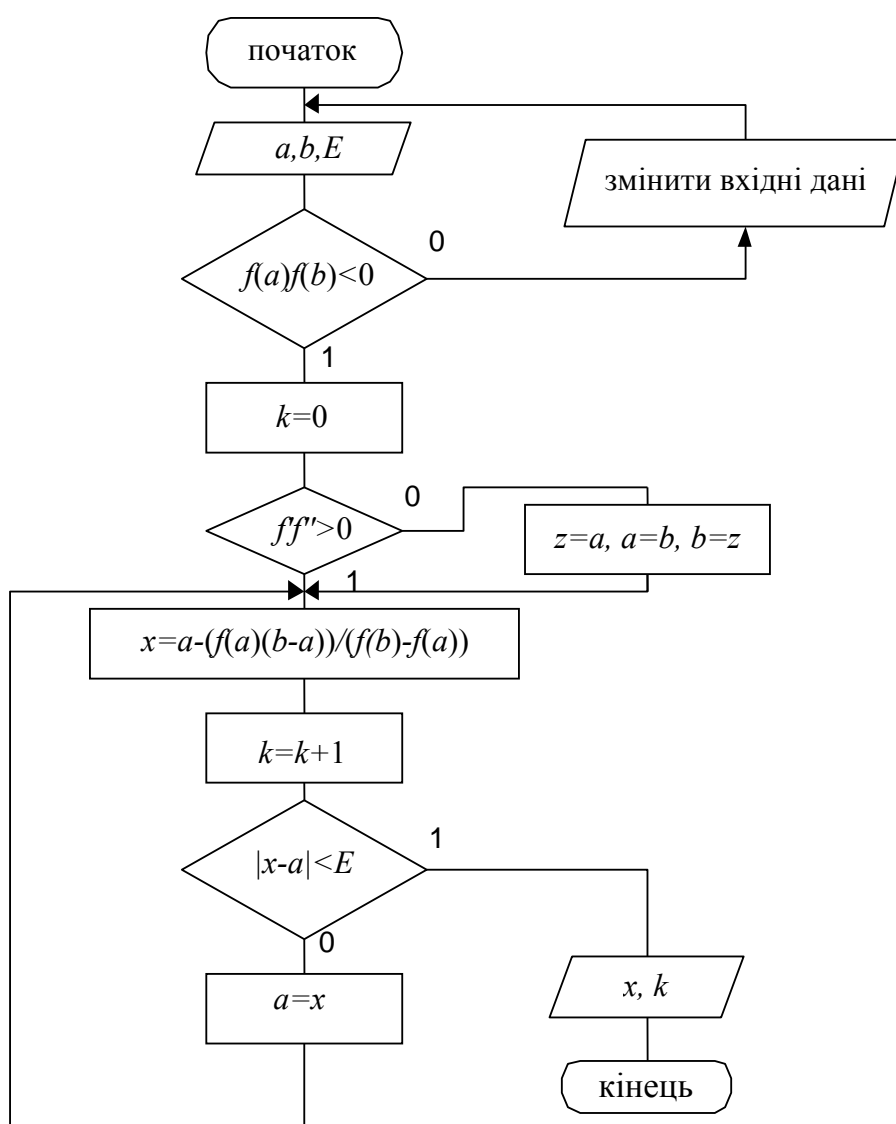 початок
a,b,E
змінити вхідні дані
f(a)f(b)<0
0
1
k=0
f'f''>0
0
z=a, a=b, b=z
1
x=a-(f(a)(b-a))/(f(b)-f(a))
k=k+1
|x-a|<E
1
0
a=x
x, k
кінець